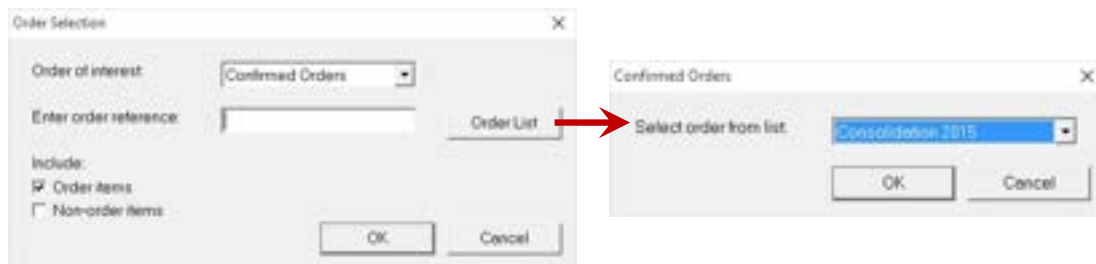 Order Selection
Order of interest:
Confirmed Orders
Enter order reference:
Order List
Include:
Order items
Non-order items
OK
Cancel
Confirmed Orders
Select order from list:
Consolidation 2015
OK
Cancel